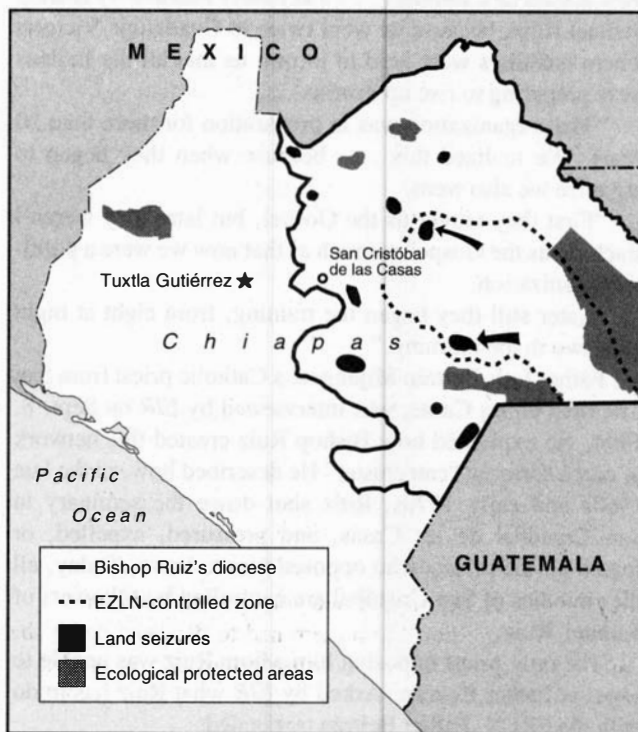 MEXICO
San Cristóbal
de las Casas
Tuxtla Gutiérrez
Chiapas
Pacific
Ocean
GUATEMALA
Bishop Ruiz's diocese
EZLN-controlled zone
Land seizures
Ecological protected areas